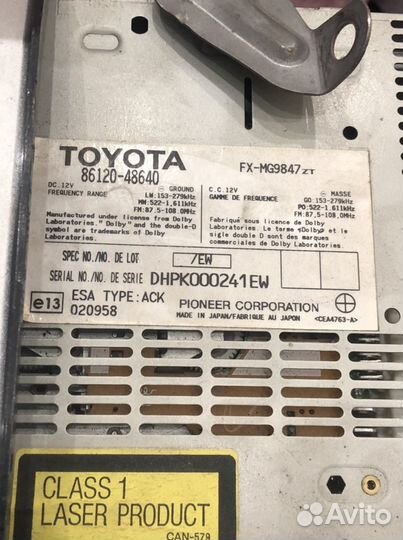 TOYOTA
86120-48640
FX-MG9847ZT
DC.12V ⊖ GROUND
FREQUENCY RANGE LW:153-279kHz
MW:522-1,611kHz
FM:87.5-108.0MHz
C.C.12V ⊖ MASSE
GAMME DE FREQUENCE GO:153-279kHz
PO:522-1,611kHz
FM:87,5-108,0MHz
Manufactured under license from Dolby
Laboratories. "Dolby" and the double-D
symbol are trademarks of Dolby
Laboratories.
Fabriqué sous licence de Dolby
Laboratories. Le terme «Dolby» et le
sigle double D sont des marques
commerciales de Dolby Laboratories.
SPEC NO./NO. DE LOT /EW
SERIAL NO./NO. DE SERIE DHPK000241EW
e13 ESA TYPE:ACK
020958
PIONEER CORPORATION
MADE IN JAPAN/FABRIQUE AU JAPON <CEA4763-A>
CLASS 1
LASER PRODUCT
CAN-579
Avito